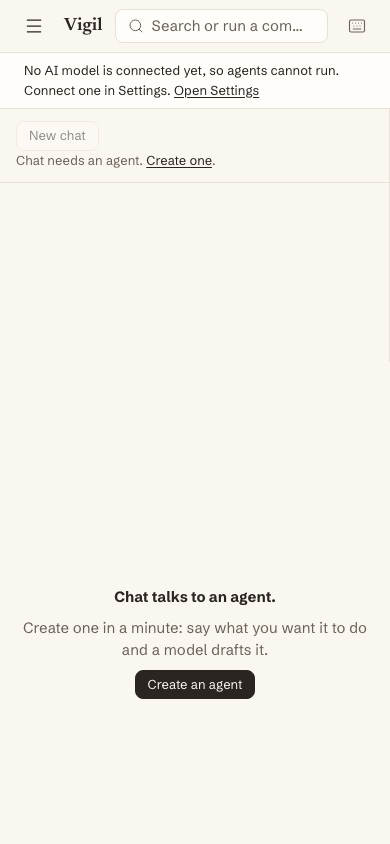 Vigil
Search or run a com...
No AI model is connected yet, so agents cannot run.
Connect one in Settings. Open Settings
New chat
Chat needs an agent. Create one.
Chat talks to an agent.
Create one in a minute: say what you want it to do
and a model drafts it.
Create an agent